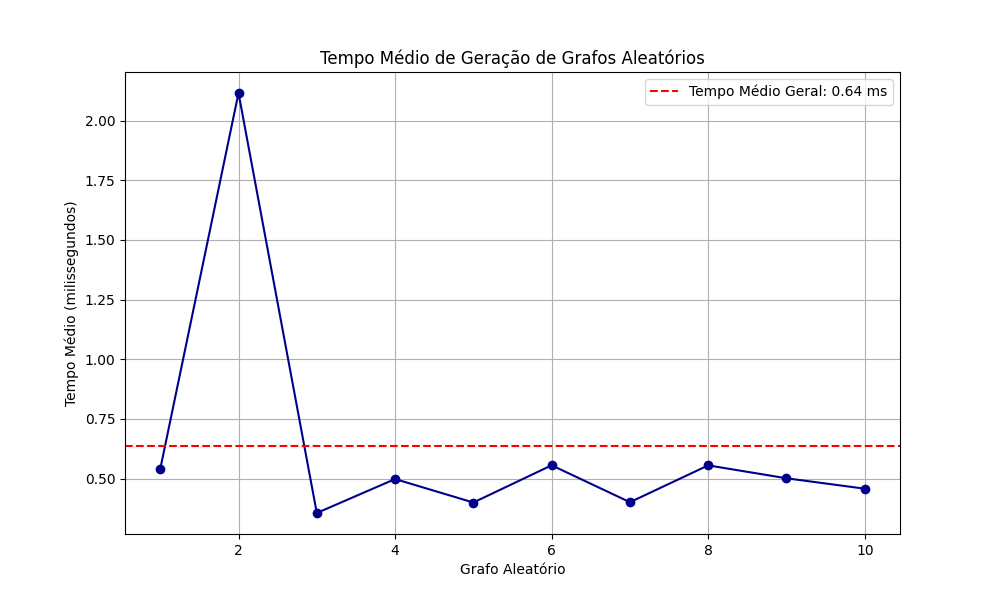 Tempo Médio de Geração de Grafos Aleatórios
Tempo Médio Geral: 0.64 ms
Tempo Médio (milissegundos)
2.00
1.75
1.50
1.25
1.00
0.75
0.50
2 4 6 8 10
Grafo Aleatório